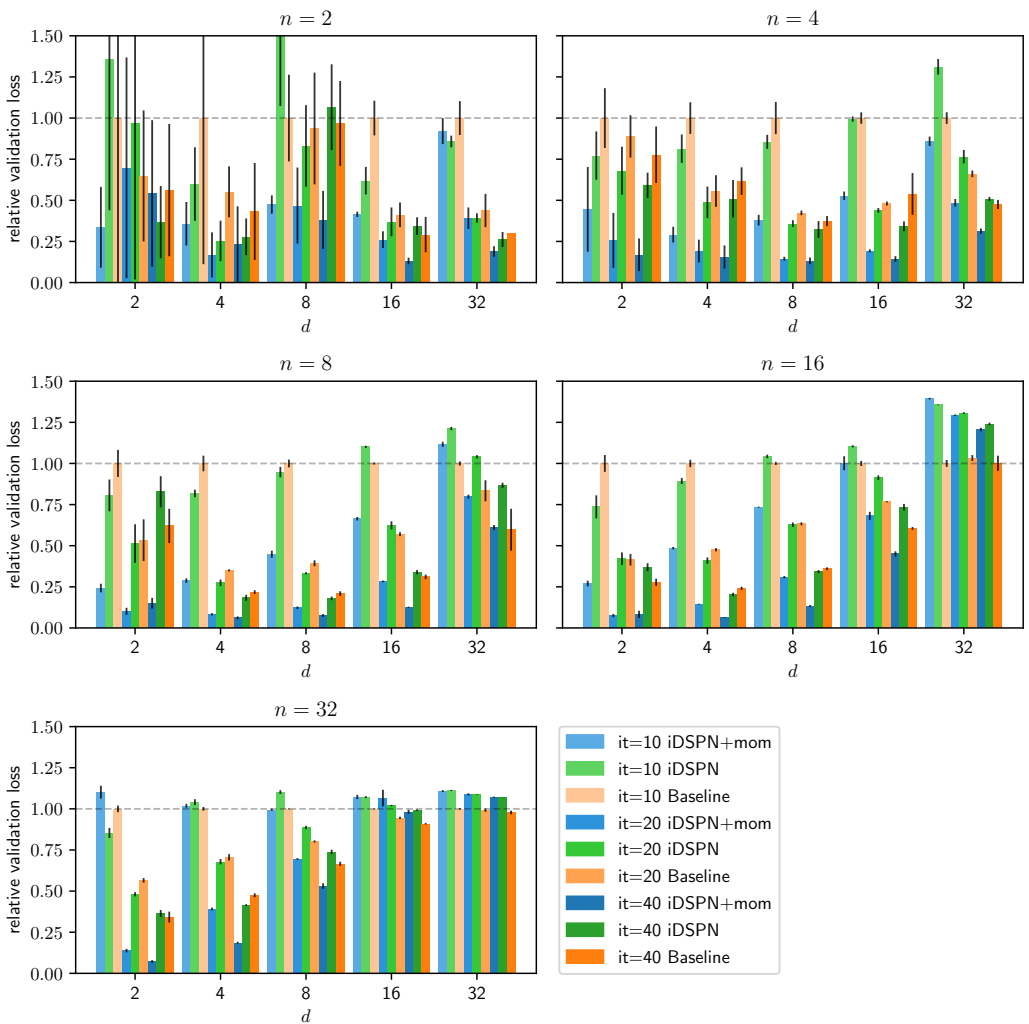 n = 2
n = 4
relative validation loss
1.50
1.25
1.00
0.75
0.50
0.25
0.00
2 4 8 16 32
d
2 4 8 16 32
d
n = 8
n = 16
relative validation loss
1.50
1.25
1.00
0.75
0.50
0.25
0.00
2 4 8 16 32
d
2 4 8 16 32
d
n = 32
relative validation loss
1.50
1.25
1.00
0.75
0.50
0.25
0.00
2 4 8 16 32
d
it=10 iDSPN+mom
it=10 iDSPN
it=10 Baseline
it=20 iDSPN+mom
it=20 iDSPN
it=20 Baseline
it=40 iDSPN+mom
it=40 iDSPN
it=40 Baseline